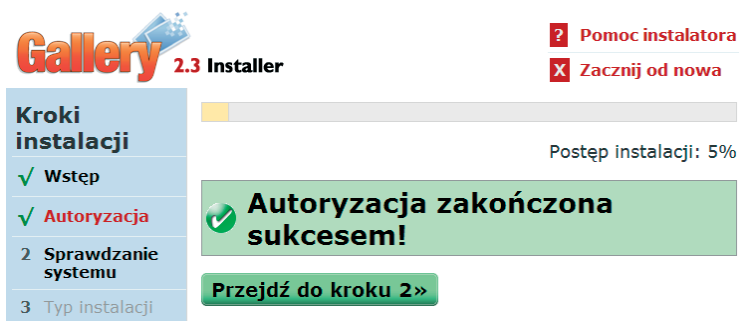 Gallery 2.3 Installer
? Pomoc instalatora
X Zacznij od nowa
Kroki
instalacji
√ Wstęp
√ Autoryzacja
2 Sprawdzanie
systemu
3 Typ instalacji
Postęp instalacji: 5%
Autoryzacja zakończona
sukcesem!
Przejdź do kroku 2»